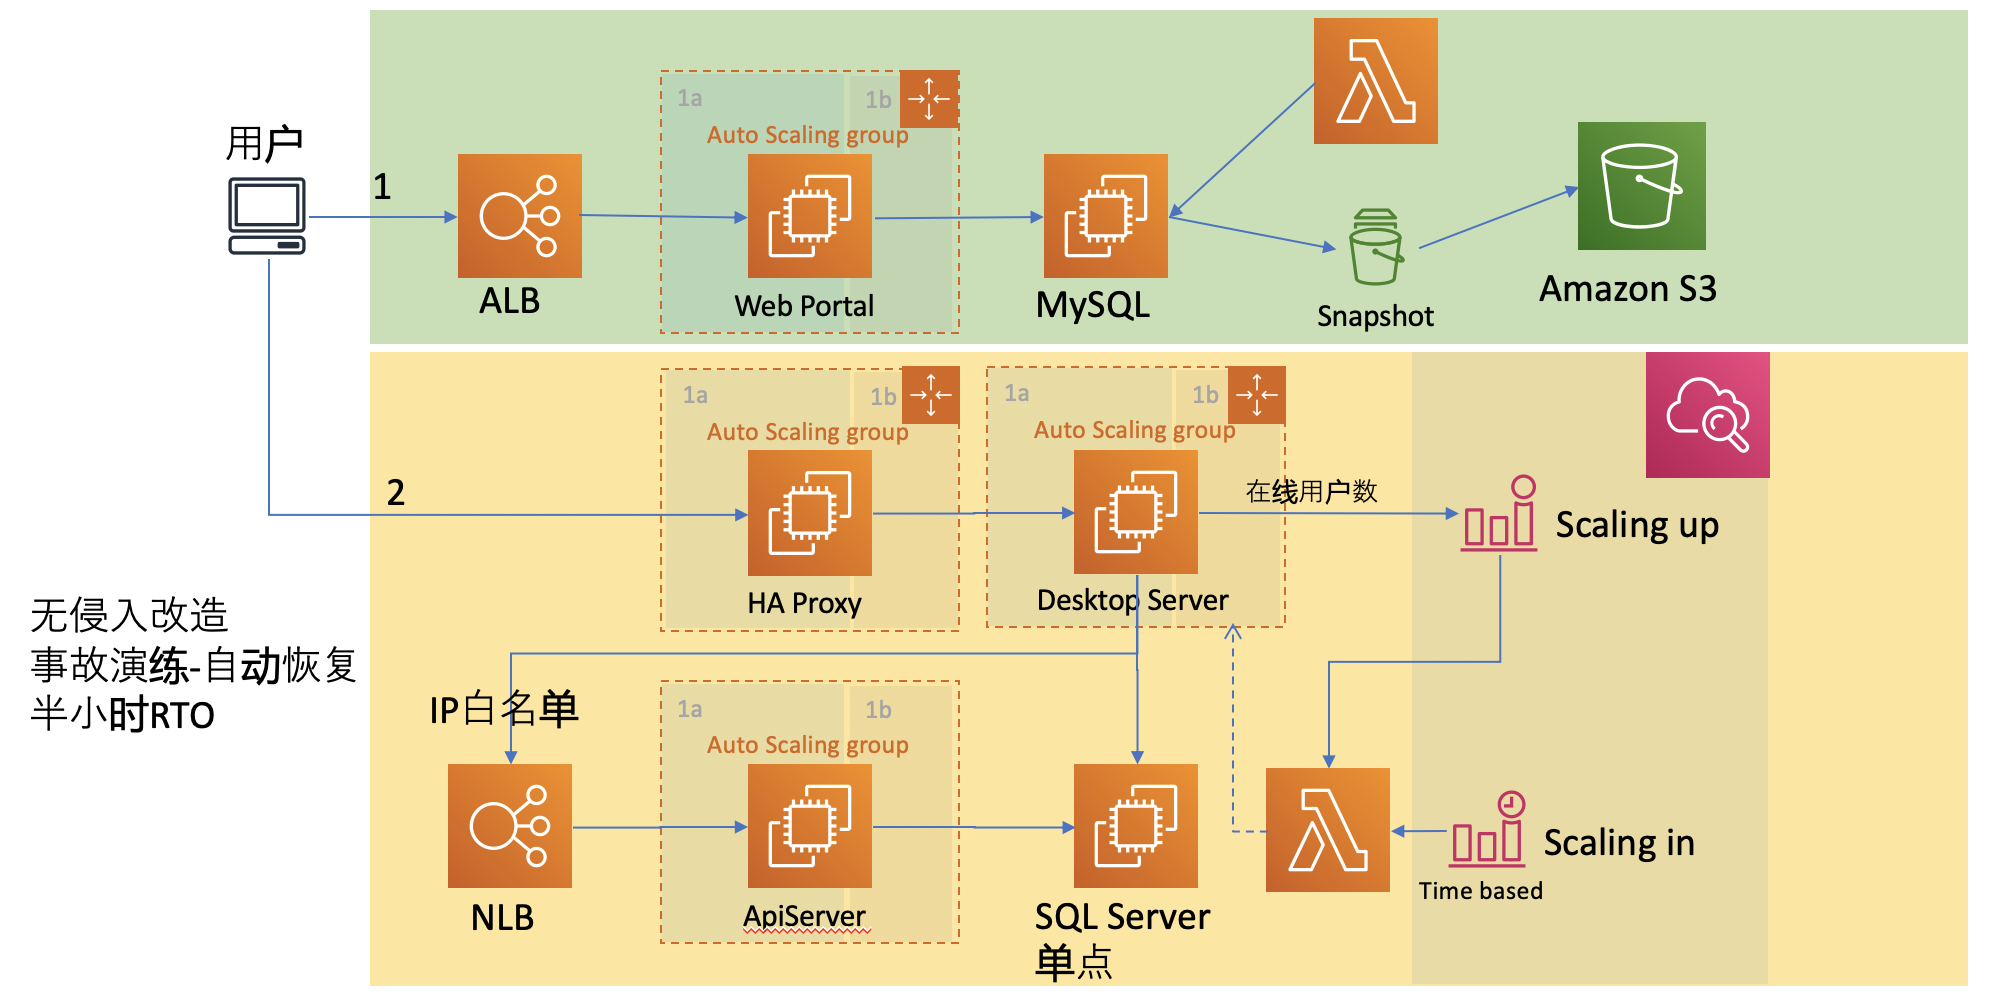 用户
1
1a
1b
Auto Scaling group
ALB
Web Portal
MySQL
Snapshot
Amazon S3
2
1a
1b
Auto Scaling group
HA Proxy
1a
1b
Auto Scaling group
Desktop Server
在线用户数
Scaling up
无侵入改造
事故演练-自动恢复
半小时RTO
IP白名单
NLB
1a
1b
Auto Scaling group
ApiServer
SQL Server
单点
Scaling in
Time based